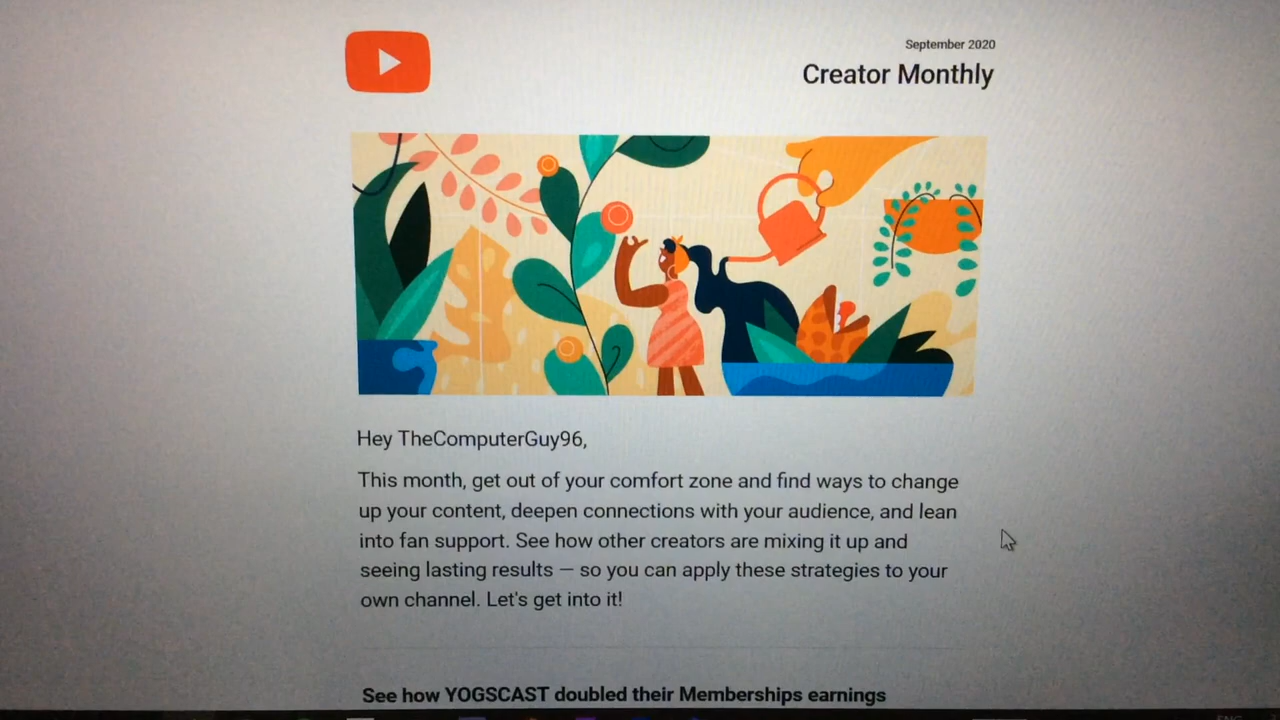 September 2020
Creator Monthly
Hey TheComputerGuy96,
This month, get out of your comfort zone and find ways to change
up your content, deepen connections with your audience, and lean
into fan support. See how other creators are mixing it up and
seeing lasting results — so you can apply these strategies to your
own channel. Let's get into it!
See how YOGSCAST doubled their Memberships earnings